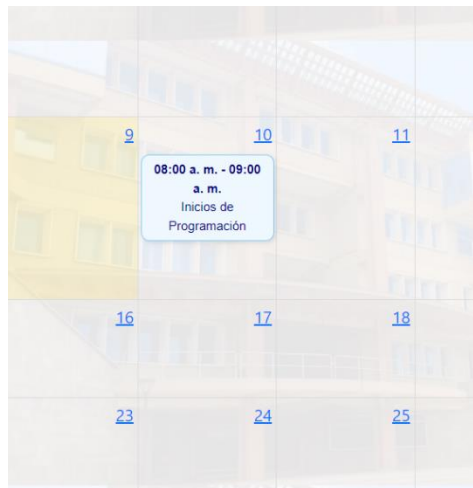 9
10
11
08:00 a. m. - 09:00
a. m.
Inicios de
Programación
16
17
18
23
24
25